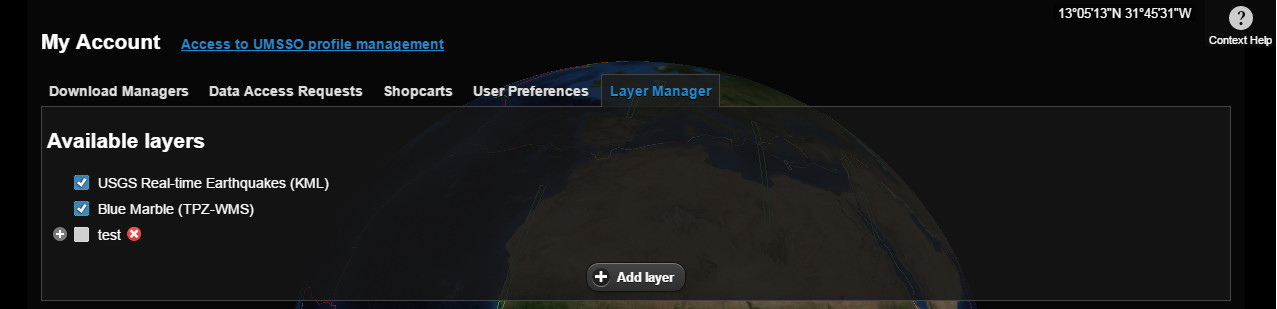 13°05'13"N 31°45'31"W
?
Context Help
My Account Access to UMSSO profile management
Download Managers Data Access Requests Shopcarts User Preferences Layer Manager
Available layers
USGS Real-time Earthquakes (KML)
Blue Marble (TPZ-WMS)
test
Add layer